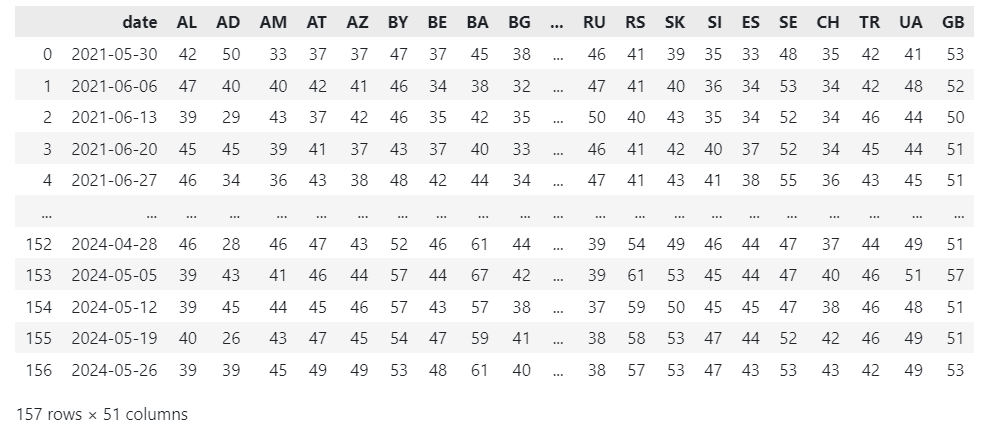 date AL AD AM AT AZ BY BE BA BG ... RU RS SK SI ES SE CH TR UA GB
0 2021-05-30 42 50 33 37 37 47 37 45 38 ... 46 41 39 35 33 48 35 42 41 53
1 2021-06-06 47 40 40 42 41 46 34 38 32 ... 47 41 40 36 34 53 34 42 48 52
2 2021-06-13 39 29 43 37 42 46 35 42 35 ... 50 40 43 35 34 52 34 46 44 50
3 2021-06-20 45 45 39 41 37 43 37 40 33 ... 46 41 42 40 37 52 34 45 44 51
4 2021-06-27 46 34 36 43 38 48 42 44 34 ... 47 41 43 41 38 55 36 43 45 51
... ... ... ... ... ... ... ... ... ... ... ... ... ... ... ... ... ... ... ... ... ...
152 2024-04-28 46 28 46 47 43 52 46 61 44 ... 39 54 49 46 44 47 37 44 49 51
153 2024-05-05 39 43 41 46 44 57 44 67 42 ... 39 61 53 45 44 47 40 46 51 57
154 2024-05-12 39 45 44 45 46 57 43 57 38 ... 37 59 50 45 45 47 38 46 48 51
155 2024-05-19 40 26 43 47 45 54 47 59 41 ... 38 58 53 47 44 52 42 46 49 51
156 2024-05-26 39 39 45 49 49 53 48 61 40 ... 38 57 53 47 43 53 43 42 49 53
157 rows × 51 columns